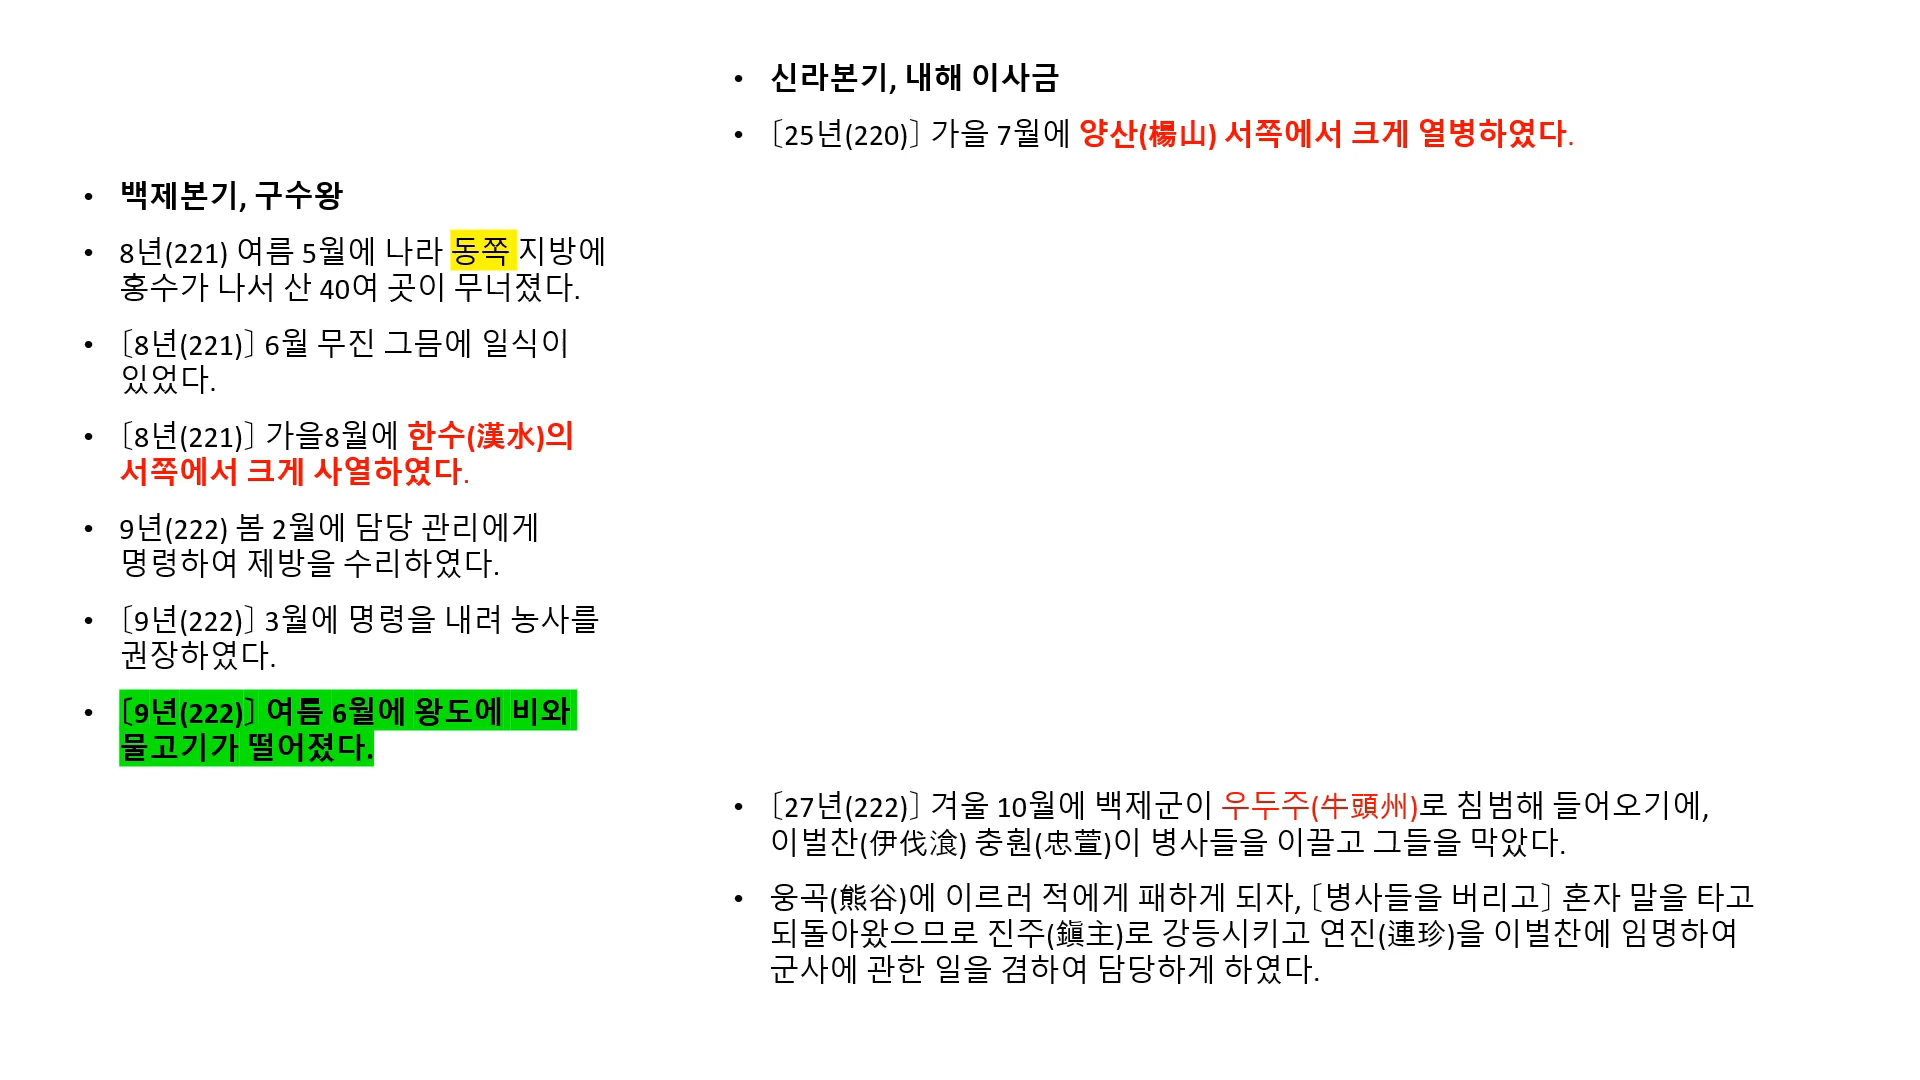 신라본기, 내해 이사금
〔25년(220)〕 가을 7월에 양산(楊山) 서쪽에서 크게 열병하였다.
백제본기, 구수왕
8년(221) 여름 5월에 나라 동쪽 지방에
홍수가 나서 산 40여 곳이 무너졌다.
〔8년(221)〕 6월 무진 그믐에 일식이
있었다.
〔8년(221)〕 가을8월에 한수(漢水)의
서쪽에서 크게 사열하였다.
9년(222) 봄 2월에 담당 관리에게
명령하여 제방을 수리하였다.
〔9년(222)〕 3월에 명령을 내려 농사를
권장하였다.
〔9년(222)〕 여름 6월에 왕도에 비와
물고기가 떨어졌다.
〔27년(222)〕 겨울 10월에 백제군이 우두주(牛頭州)로 침범해 들어오기에,
이벌찬(伊伐湌) 충훤(忠萱)이 병사들을 이끌고 그들을 막았다.
웅곡(熊谷)에 이르러 적에게 패하게 되자, 〔병사들을 버리고〕 혼자 말을 타고
되돌아왔으므로 진주(鎭主)로 강등시키고 연진(連珍)을 이벌찬에 임명하여
군사에 관한 일을 겸하여 담당하게 하였다.